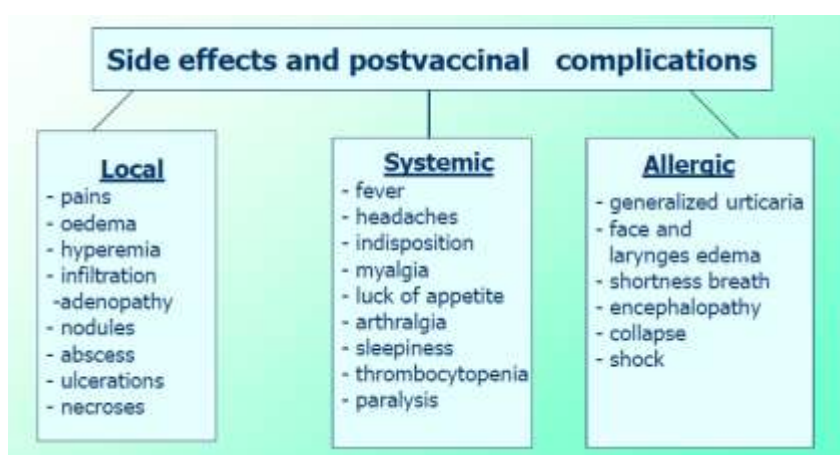 Side effects and postvaccinal complications
Local
- pains
- oedema
- hyperemia
- infiltration
-adenopathy
- nodules
- abscess
- ulcerations
- necroses
Systemic
- fever
- headaches
- indisposition
- myalgia
- luck of appetite
- arthralgia
- sleepiness
- thrombocytopenia
- paralysis
Allergic
- generalized urticaria
- face and
larynges edema
- shortness breath
- encephalopathy
- collapse
- shock